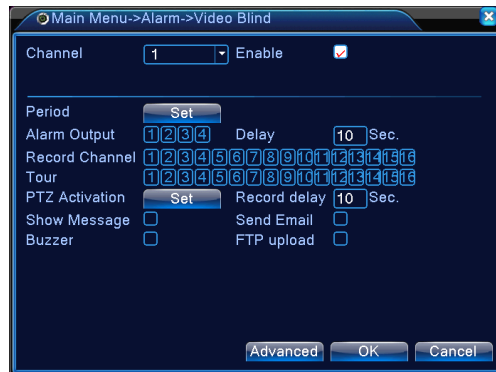 Main Menu->Alarm->Video Blind
Channel 1 Enable
Period Set
Alarm Output 1 2 3 4 Delay 10 Sec.
Record Channel 1 2 3 4 5 6 7 8 9 10 11 12 13 14 15 16
Tour 1 2 3 4 5 6 7 8 9 10 11 12 13 14 15 16
PTZ Activation Set Record delay 10 Sec.
Show Message Send Email
Buzzer FTP upload
Advanced OK Cancel